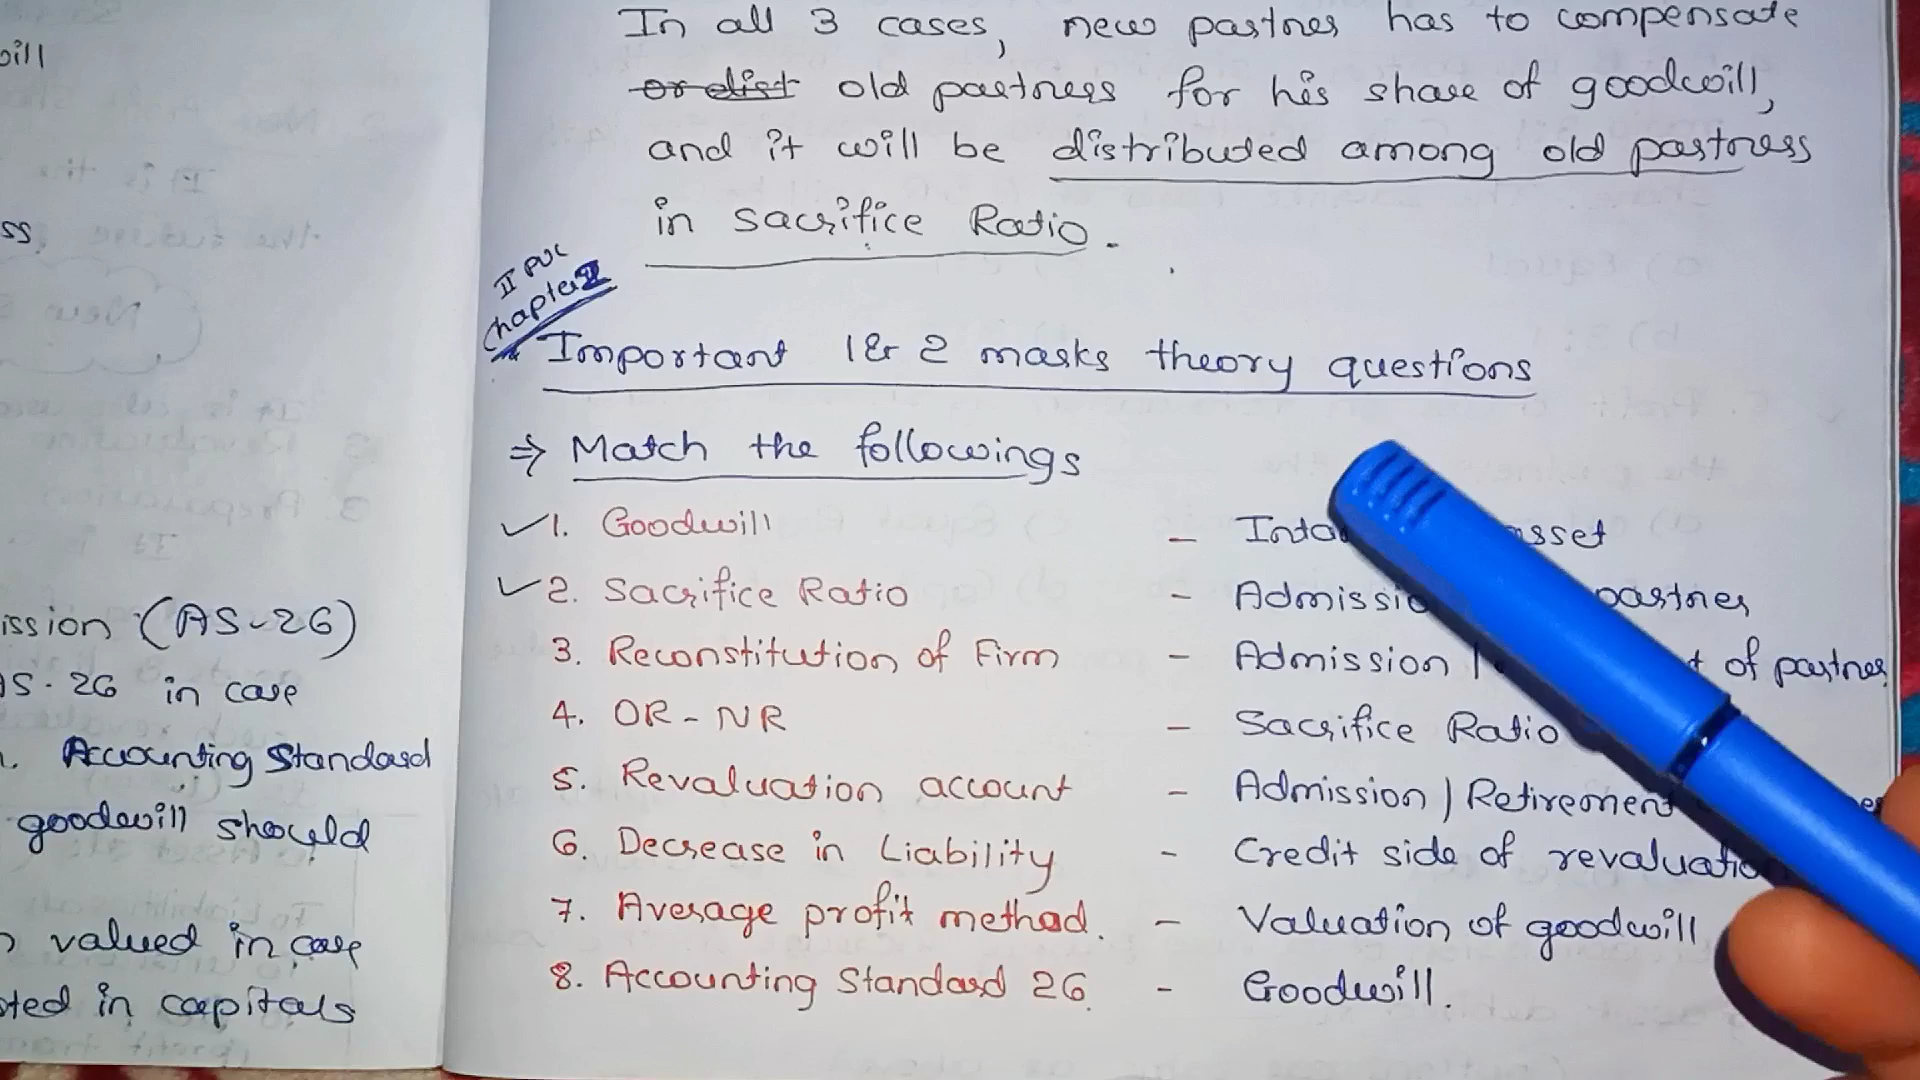 oill
ss
ission (AS-26)
AS-26 in case
Accounting Standard
goodwill should
valued in case
sted in capitals
In all 3 cases, new partner has to compensate
or dist old partners for his share of goodwill,
and it will be distributed among old partners
in sacrifice Ratio.
II PUC
Chapter 2
Important 1 & 2 marks theory questions
⇒ Match the followings
✓1. Goodwill - asset
✓2. Sacrifice Ratio - partner
3. Reconstitution of Firm - Admission / of partner
4. OR - NR - Sacrifice Ratio
5. Revaluation account - Admission / Retirement
6. Decrease in Liability - Credit side of
7. Average profit method. - Valuation of goodwill
8. Accounting Standard 26 - Goodwill.